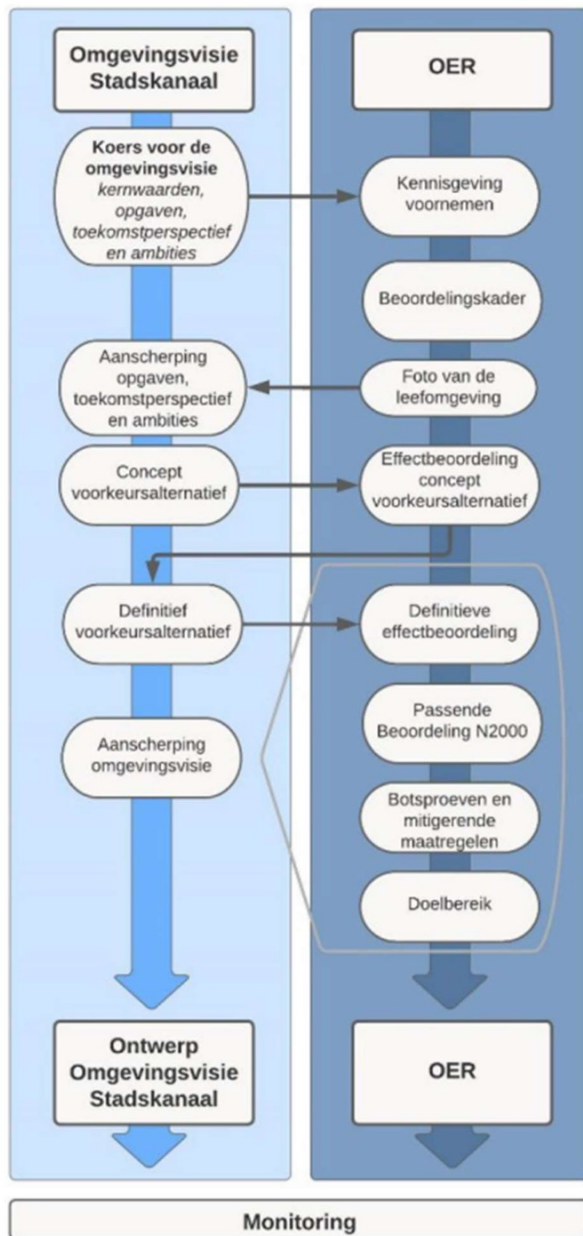 Omgevingsvisie
Stadskanaal
Koers voor de
omgevingsvisie
kernwaarden,
opgaven,
toekomstperspectief
en ambities
Aanscherping
opgaven,
toekomstperspectief
en ambities
Concept
voorkeursalternatief
Definitief
voorkeursalternatief
Aanscherping
omgevingsvisie
Ontwerp
Omgevingsvisie
Stadskanaal
OER
Kennisgeving
voornemen
Beoordelingskader
Foto van de
leefomgeving
Effectbeoordeling
concept
voorkeursalternatief
Definitieve
effectbeoordeling
Passende
Beoordeling N2000
Botsproeven en
mitigerende
maatregelen
Doelbereik
OER
Monitoring